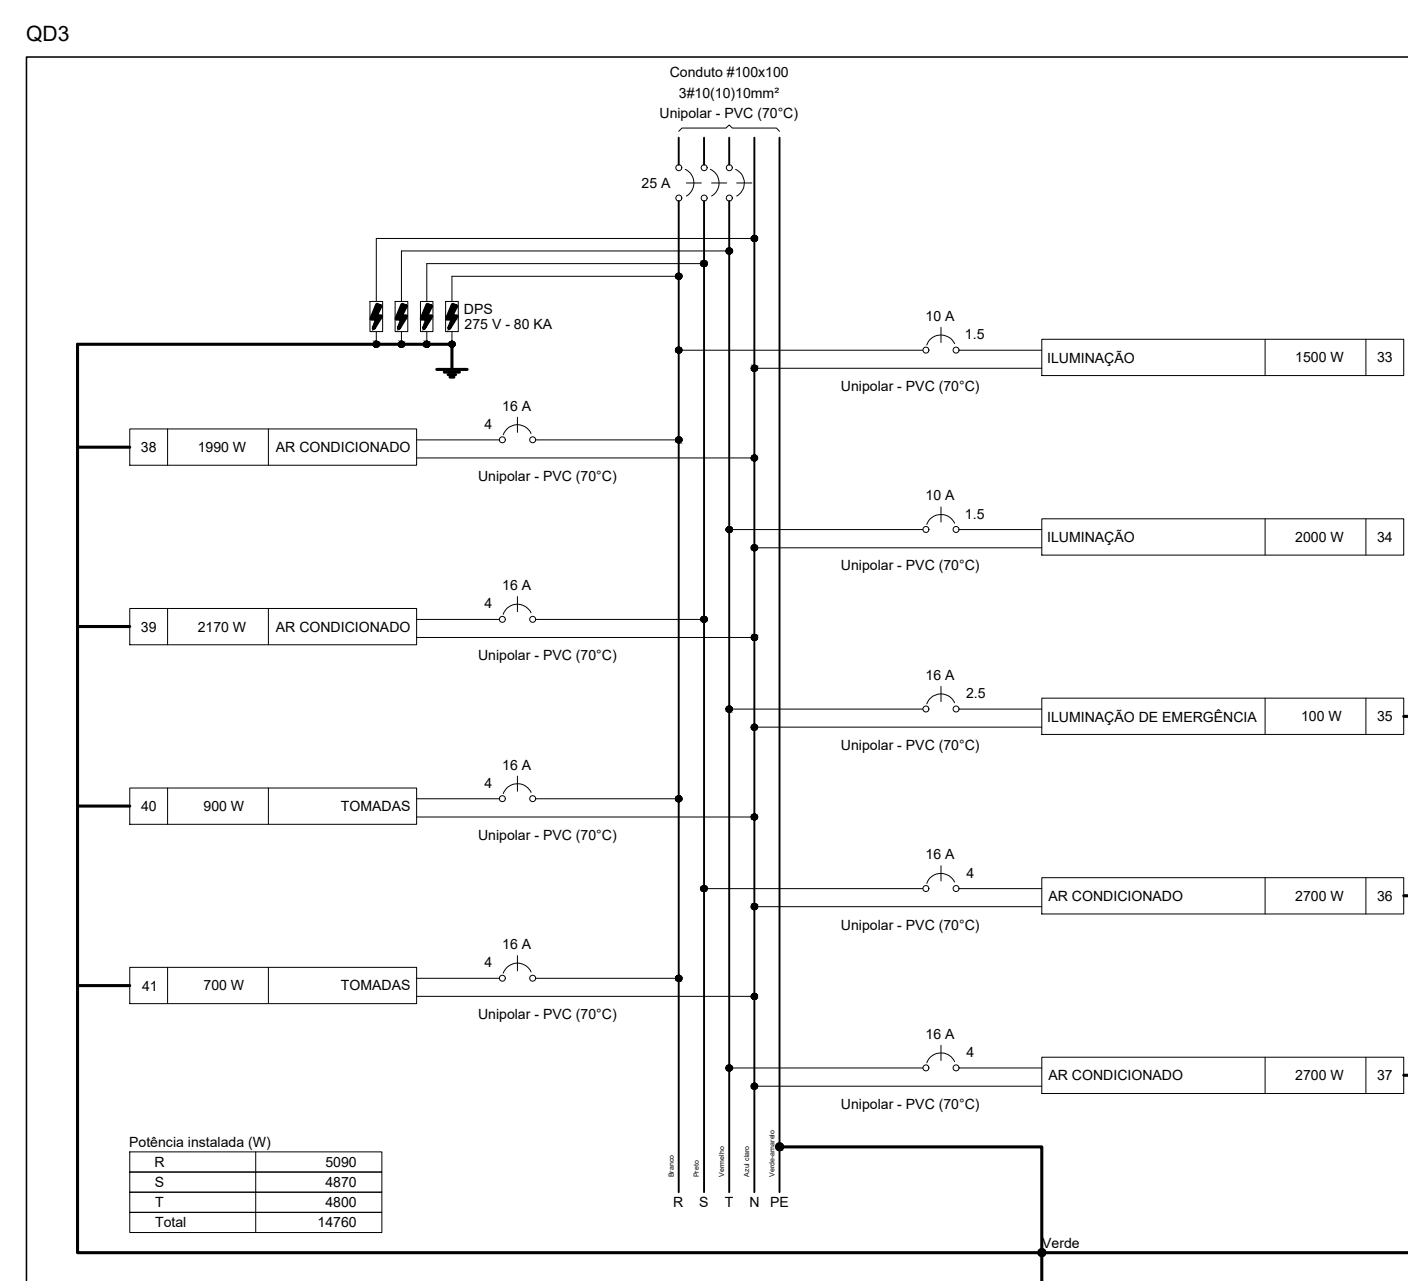 QD3
Conduto #100x100
3#10(10)10mm²
Unipolar - PVC (70°C)
25 A
DPS
275 V - 80 KA
10 A
1.5
ILUMINAÇÃO 1500 W 33
Unipolar - PVC (70°C)
16 A
4
38 1990 W AR CONDICIONADO
Unipolar - PVC (70°C)
10 A
1.5
ILUMINAÇÃO 2000 W 34
Unipolar - PVC (70°C)
16 A
4
39 2170 W AR CONDICIONADO
Unipolar - PVC (70°C)
16 A
2.5
ILUMINAÇÃO DE EMERGÊNCIA 100 W 35
Unipolar - PVC (70°C)
16 A
4
40 900 W TOMADAS
Unipolar - PVC (70°C)
16 A
4
AR CONDICIONADO 2700 W 36
Unipolar - PVC (70°C)
16 A
4
41 700 W TOMADAS
Unipolar - PVC (70°C)
16 A
4
AR CONDICIONADO 2700 W 37
Unipolar - PVC (70°C)
Potência instalada (W)
R 5090
S 4870
T 4800
Total 14760
Branco
Preto
Vermelho
Azul claro
Verde-amarelo
R S T N PE
Verde